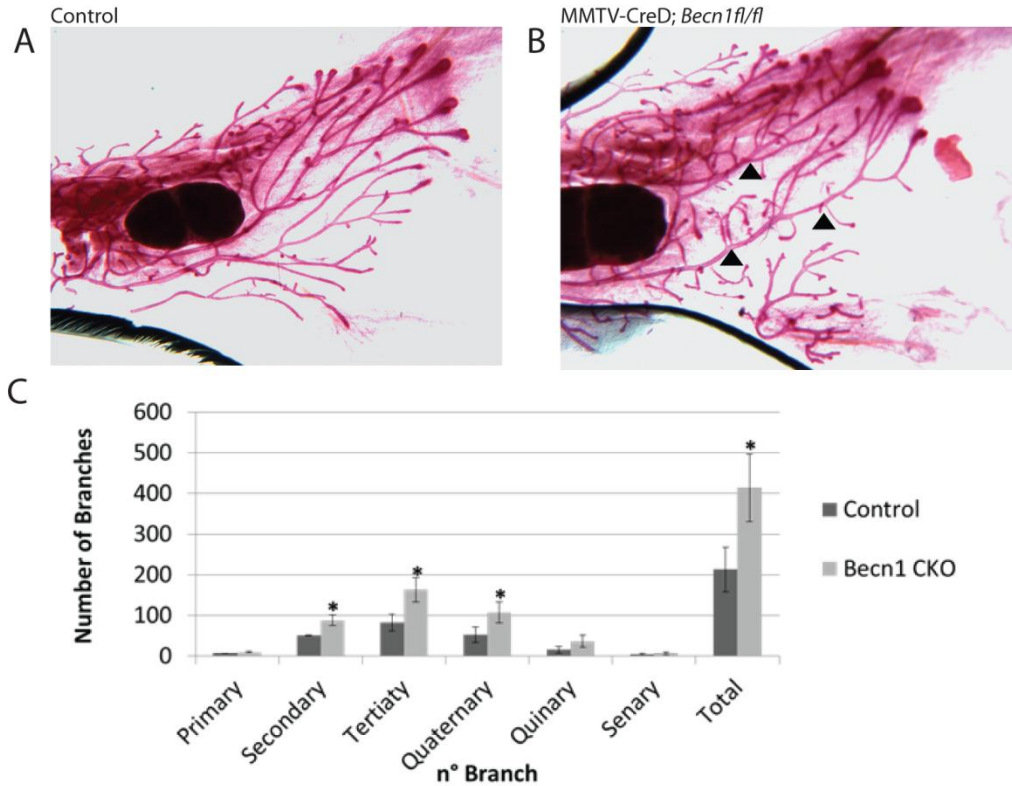 Control
A
MMTV-CreD; Becn1fl/fl
B
C
600
500
400
300
200
100
0
Number of Branches
*
*
*
*
Control
Becn1 CKO
Primary
Secondary
Tertiaty
Quaternary
Quinary
Senary
Total
n° Branch